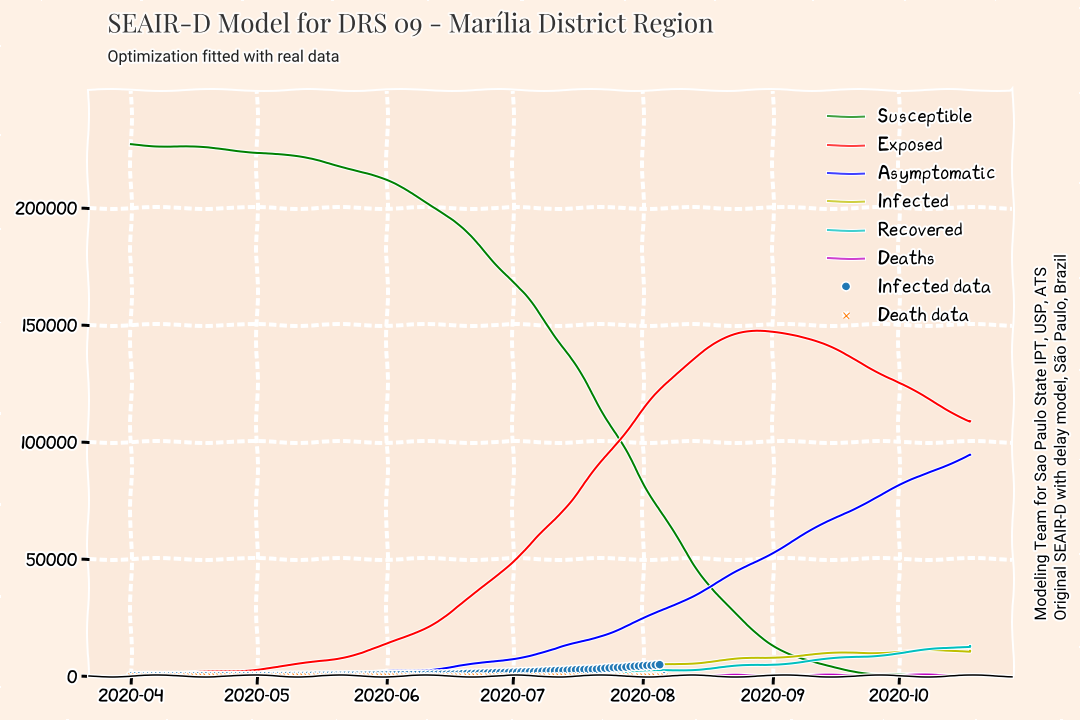 SEAIR-D Model for DRS 09 - Marília District Region
Optimization fitted with real data
Susceptible
Exposed
Asymptomatic
Infected
Recovered
Deaths
Infected data
Death data
200000
150000
100000
50000
0
2020-04 2020-05 2020-06 2020-07 2020-08 2020-09 2020-10
Modeling Team for Sao Paulo State IPT, USP, ATS
Original SEAIR-D with delay model, São Paulo, Brazil